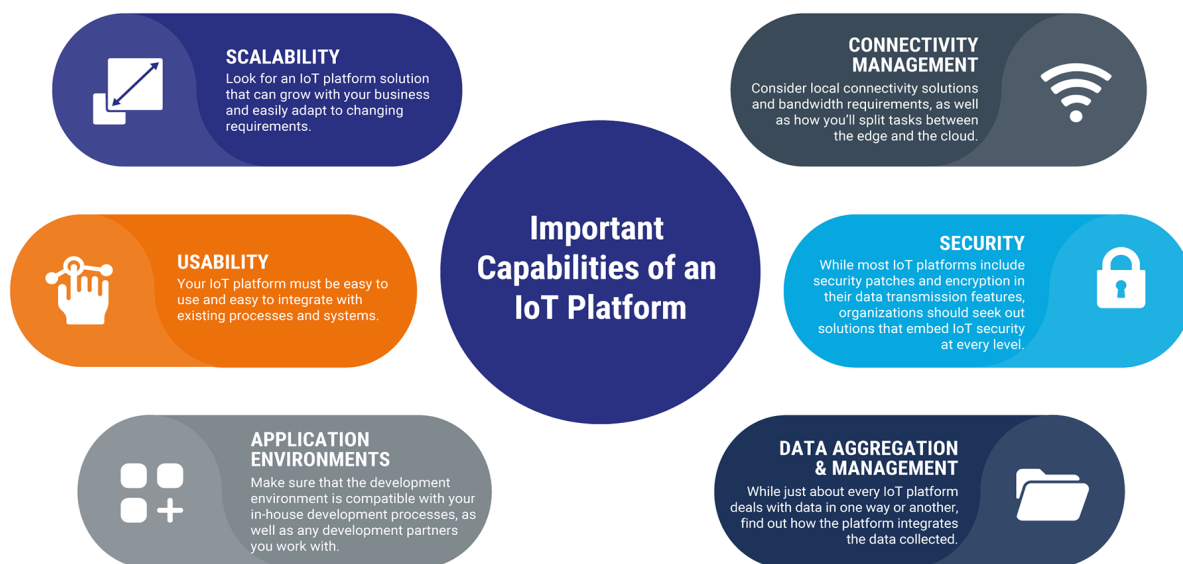 SCALABILITY
Look for an IoT platform solution
that can grow with your business
and easily adapt to changing
requirements.
CONNECTIVITY
MANAGEMENT
Consider local connectivity solutions
and bandwidth requirements, as well
as how you'll split tasks between
the edge and the cloud.
Important
Capabilities of an
IoT Platform
USABILITY
Your IoT platform must be easy to
use and easy to integrate with
existing processes and systems.
SECURITY
While most IoT platforms include
security patches and encryption in
their data transmission features,
organizations should seek out
solutions that embed IoT security
at every level.
APPLICATION
ENVIRONMENTS
Make sure that the development
environment is compatible with your
in-house development processes, as
well as any development partners
you work with.
DATA AGGREGATION
& MANAGEMENT
While just about every IoT platform
deals with data in one way or another,
find out how the platform integrates
the data collected.